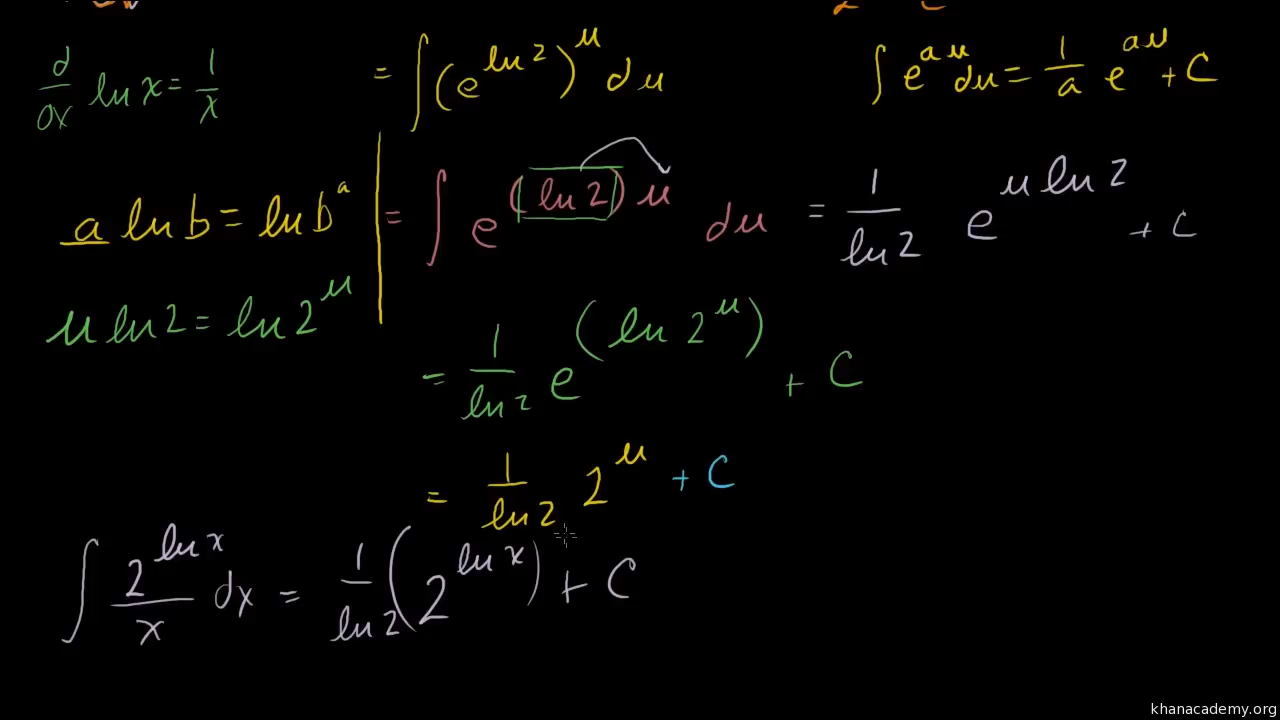 d/dx ln x = 1/x
= ∫ (e^(ln 2))^u du
∫ e^(au) du = 1/a e^(au) + C
a ln b = ln b^a
= ∫ e^((ln 2) u) du = 1/ln 2 e^(u ln 2) + C
u ln 2 = ln 2^u
= 1/ln 2 e^((ln 2^u)) + C
= 1/ln 2 2^u + C
∫ 2^(ln x)/x dx = 1/ln 2 (2^(ln x)) + C
khanacademy.org